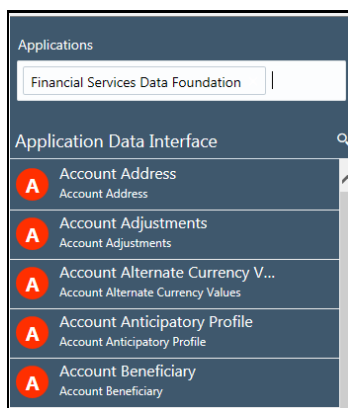 Applications
Financial Services Data Foundation
Application Data Interface
A
Account Address
Account Address
A
Account Adjustments
Account Adjustments
A
Account Alternate Currency V...
Account Alternate Currency Values
A
Account Anticipatory Profile
Account Anticipatory Profile
A
Account Beneficiary
Account Beneficiary